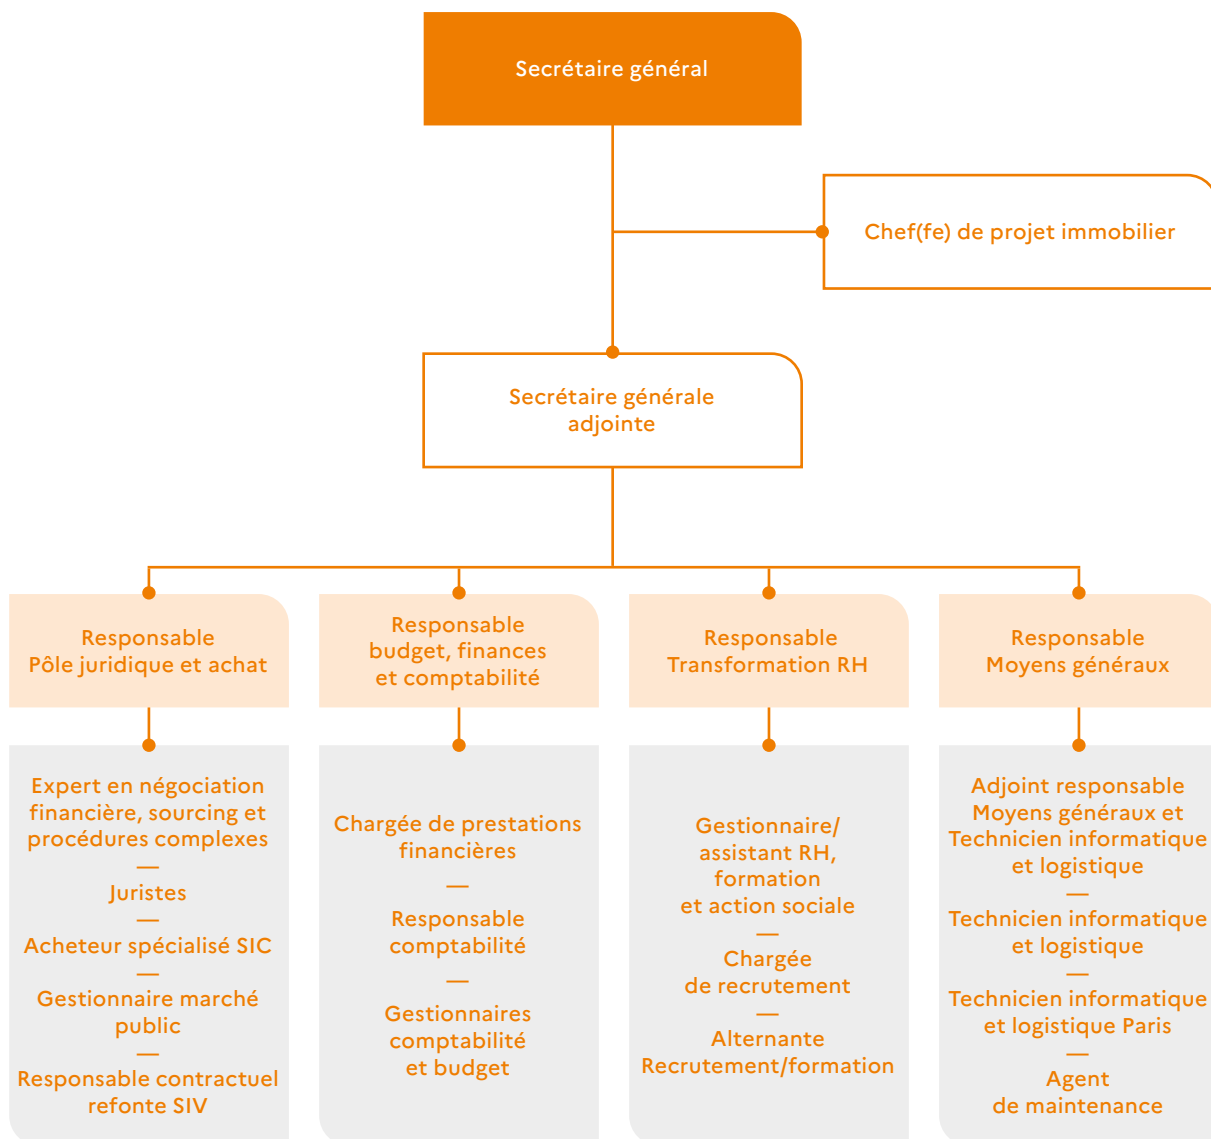 Secrétaire général
Chef(fe) de projet immobilier
Secrétaire générale
adjointe
Responsable
Pôle juridique et achat
Responsable
budget, finances
et comptabilité
Responsable
Transformation RH
Responsable
Moyens généraux
Expert en négociation
financière, sourcing et
procédures complexes
—
Juristes
—
Acheteur spécialisé SIC
—
Gestionnaire marché
public
—
Responsable contractuel
refonte SIV
Chargée de prestations
financières
—
Responsable
comptabilité
—
Gestionnaires
comptabilité
et budget
Gestionnaire/
assistant RH,
formation
et action sociale
—
Chargée
de recrutement
—
Alternante
Recrutement/formation
Adjoint responsable
Moyens généraux et
Technicien informatique
et logistique
—
Technicien informatique
et logistique
—
Technicien informatique
et logistique Paris
—
Agent
de maintenance